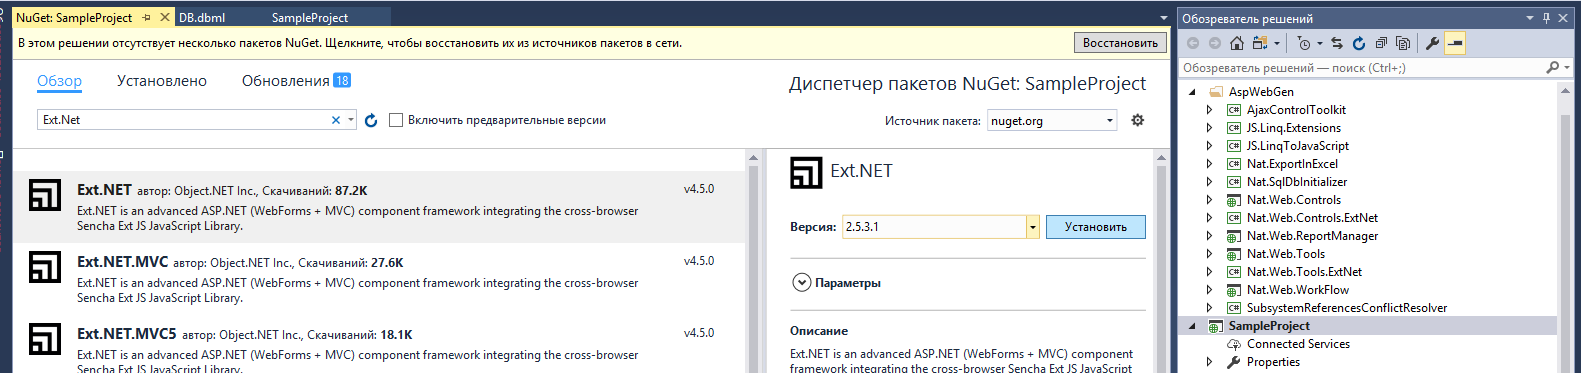 NuGet: SampleProject
DB.dbml
SampleProject
В этом решении отсутствует несколько пакетов NuGet. Щелкните, чтобы восстановить их из источников пакетов в сети.
Восстановить
Обзор
Установлено
Обновления 18
Диспетчер пакетов NuGet: SampleProject
Ext.Net
Включить предварительные версии
Источник пакета: nuget.org
Ext.NET автор: Object.NET Inc., Скачиваний: 87.2K
v4.5.0
Ext.NET is an advanced ASP.NET (WebForms + MVC) component framework integrating the cross-browser
Sencha Ext JS JavaScript Library.
Ext.NET.MVC автор: Object.NET Inc., Скачиваний: 27.6K
v4.5.0
Ext.NET is an advanced ASP.NET (WebForms + MVC) component framework integrating the cross-browser
Sencha Ext JS JavaScript Library.
Ext.NET.MVC5 автор: Object.NET Inc., Скачиваний: 18.1K
v4.5.0
Ext.NET is an advanced ASP.NET (WebForms + MVC) component framework integrating the cross-browser
Sencha Ext JS JavaScript Library.
Ext.NET
Версия: 2.5.3.1
Установить
Параметры
Описание
Ext.NET is an advanced ASP.NET (WebForms + MVC) component
framework integrating the cross-browser Sencha Ext JS JavaScript
Обозреватель решений
Обозреватель решений — поиск (Ctrl+;)
AspWebGen
C# AjaxControlToolkit
C# JS.Linq.Extensions
C# JS.LinqToJavaScript
C# Nat.ExportInExcel
C# Nat.SqlDbInitializer
Nat.Web.Controls
C# Nat.Web.Controls.ExtNet
Nat.Web.ReportManager
Nat.Web.Tools
C# Nat.Web.Tools.ExtNet
Nat.Web.WorkFlow
C# SubsystemReferencesConflictResolver
SampleProject
Connected Services
Properties